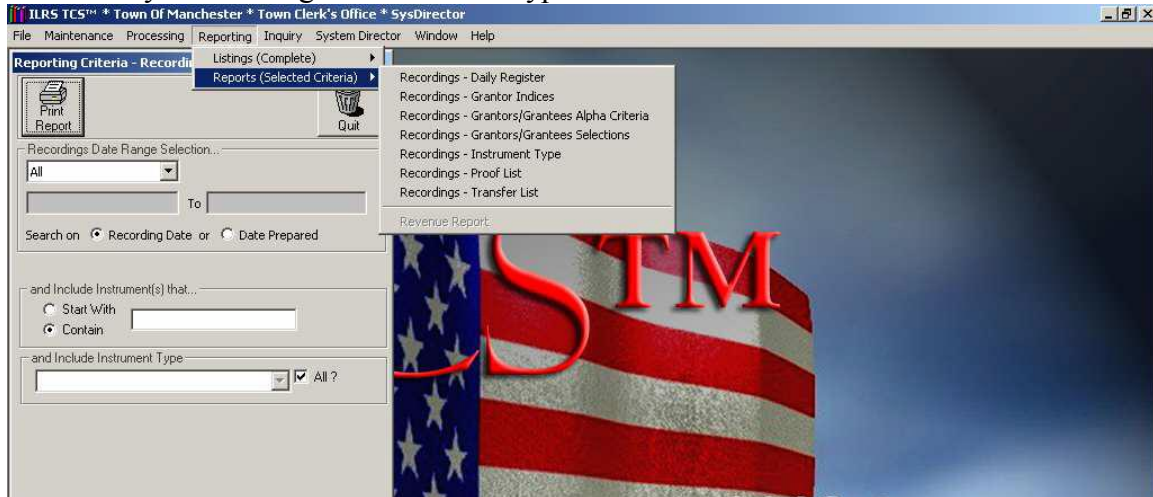 ILRS TCS™ * Town Of Manchester * Town Clerk's Office * SysDirector
File Maintenance Processing Reporting Inquiry System Director Window Help
Reporting Criteria - Recordi
Listings (Complete)
Reports (Selected Criteria)
Recordings - Daily Register
Recordings - Grantor Indices
Recordings - Grantors/Grantees Alpha Criteria
Recordings - Grantors/Grantees Selections
Recordings - Instrument Type
Recordings - Proof List
Recordings - Transfer List
Revenue Report
Print
Report
Quit
Recordings Date Range Selection...
All
To
Search on Recording Date or Date Prepared
and Include Instrument(s) that...
Start With
Contain
and Include Instrument Type
All ?
LSTM